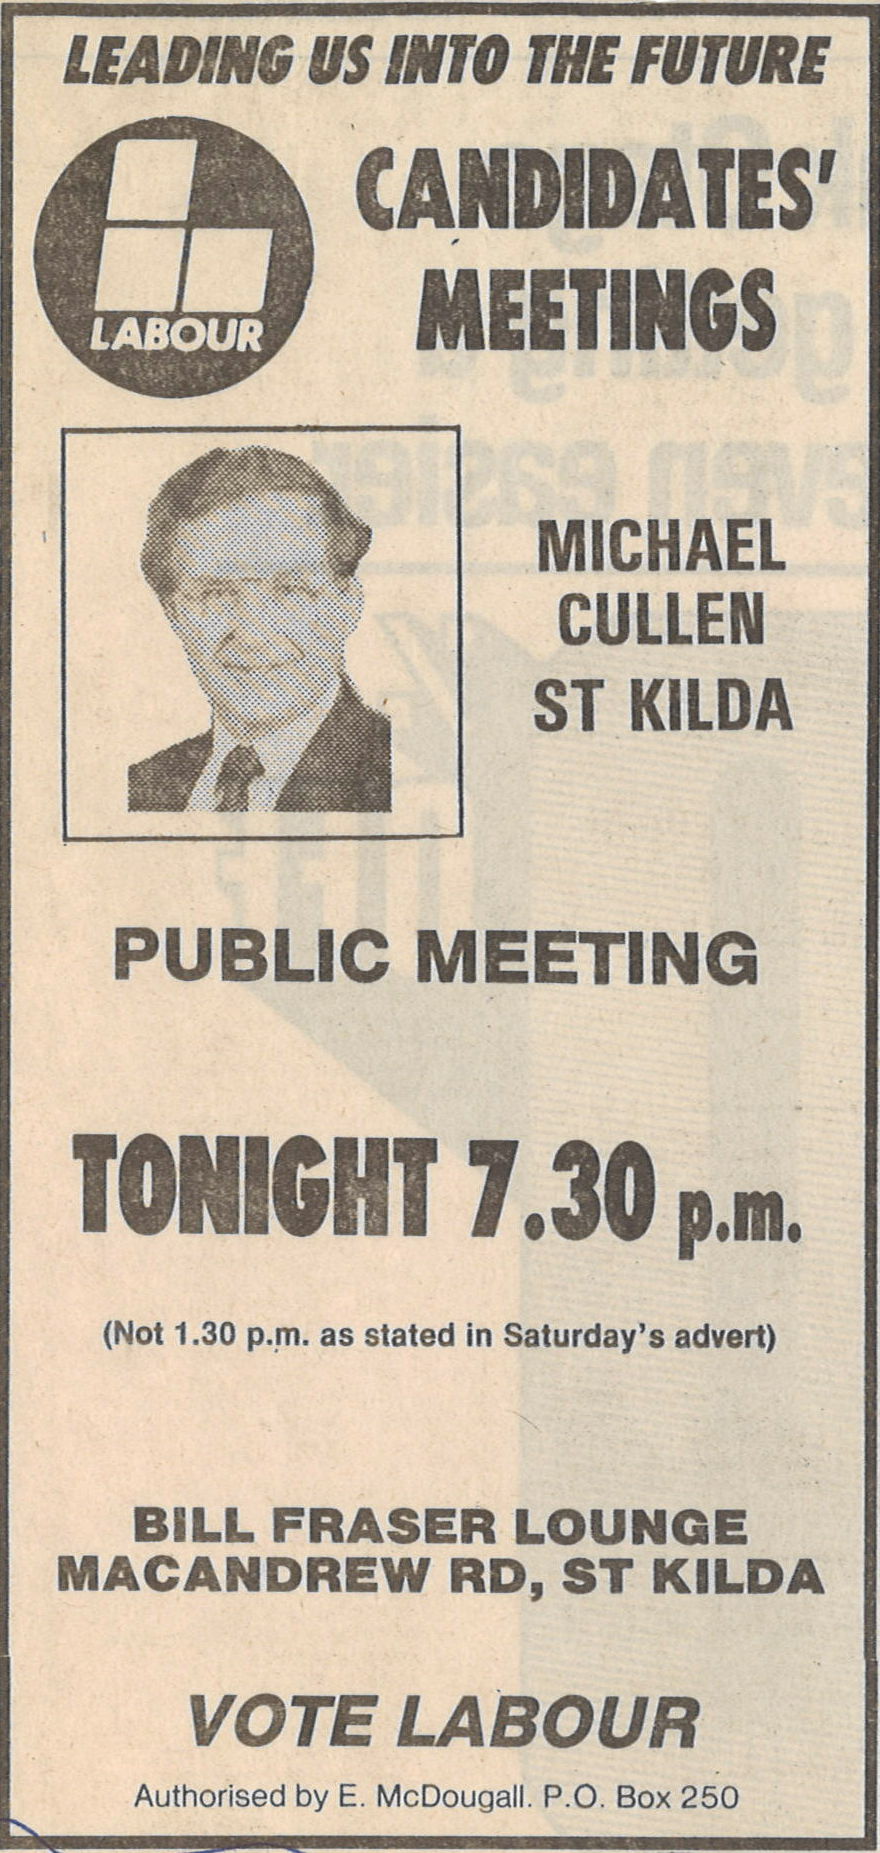 LEADING US INTO THE FUTURE
LABOUR
CANDIDATES'
MEETINGS
MICHAEL
CULLEN
ST KILDA
PUBLIC MEETING
TONIGHT 7.30 p.m.
(Not 1.30 p.m. as stated in Saturday's advert)
BILL FRASER LOUNGE
MACANDREW RD, ST KILDA
VOTE LABOUR
Authorised by E. McDougall. P.O. Box 250